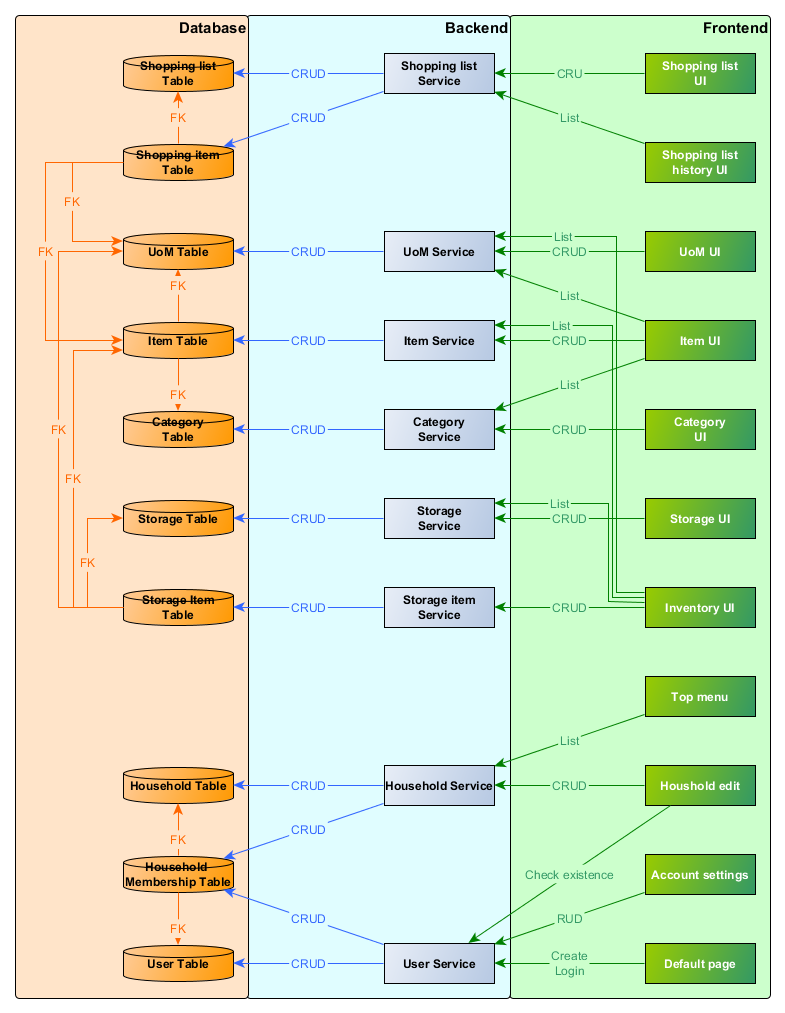 Database
Backend
Frontend
Shopping list
Table
CRUD
Shopping list
Service
CRU
Shopping list
UI
FK
CRUD
List
Shopping item
Table
Shopping list
history UI
FK
FK
List
UoM Table
CRUD
UoM Service
CRUD
UoM UI
FK
List
List
Item Table
CRUD
Item Service
CRUD
Item UI
FK
List
FK
Category
Table
CRUD
Category
Service
CRUD
Category
UI
FK
List
Storage Table
CRUD
Storage
Service
CRUD
Storage UI
FK
Storage Item
Table
CRUD
Storage item
Service
CRUD
Inventory UI
Top menu
List
Household Table
CRUD
Household Service
CRUD
Houshold edit
FK
CRUD
Household
Membership Table
Check existence
Account settings
FK
CRUD
RUD
User Table
CRUD
User Service
Create
Login
Default page